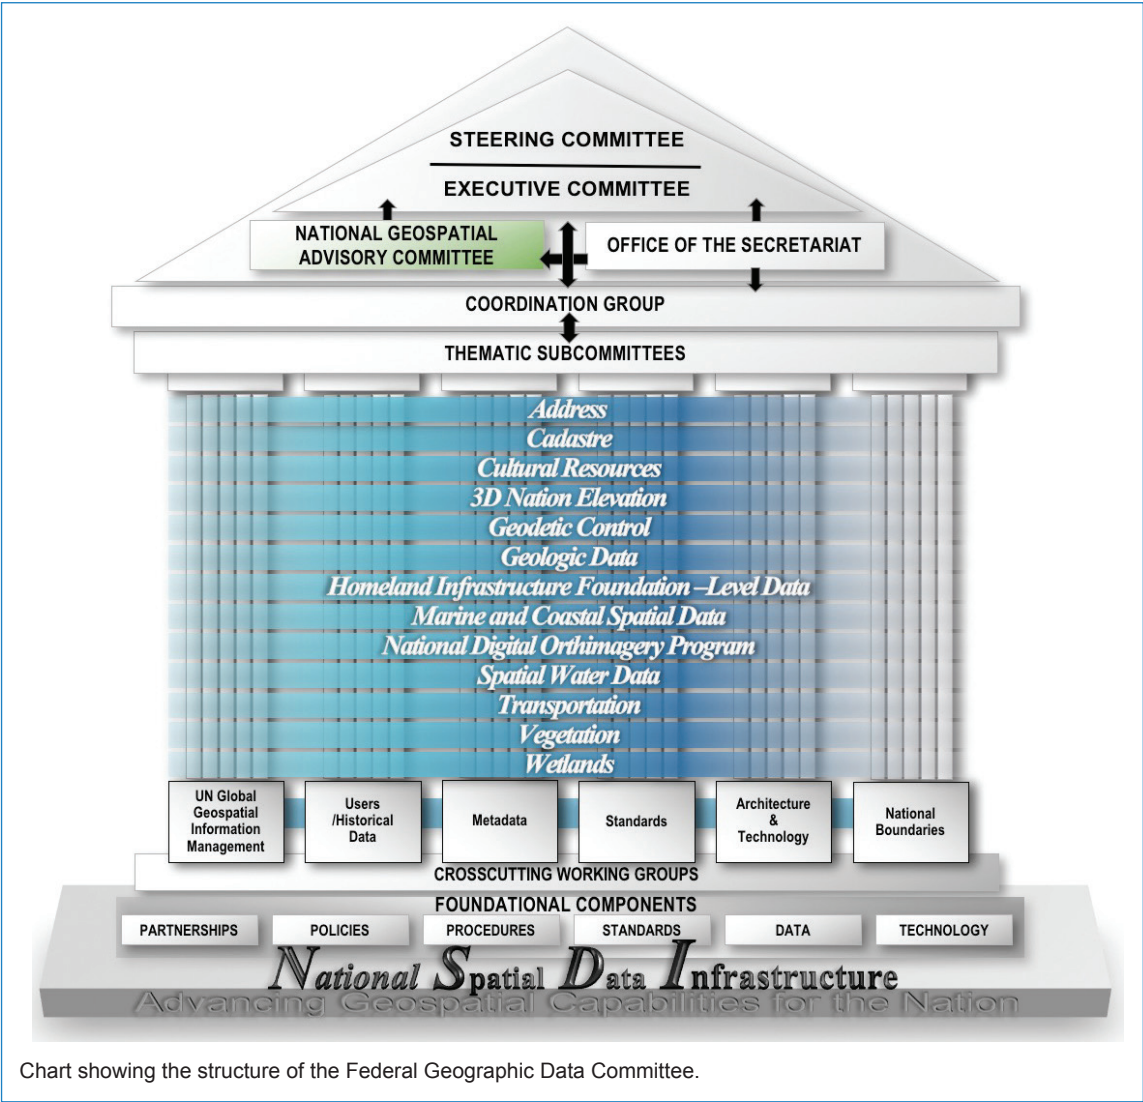 STEERING COMMITTEE
EXECUTIVE COMMITTEE
NATIONAL GEOSPATIAL
ADVISORY COMMITTEE
OFFICE OF THE SECRETARIAT
COORDINATION GROUP
THEMATIC SUBCOMMITTEES
Address
Cadastre
Cultural Resources
3D Nation Elevation
Geodetic Control
Geologic Data
Homeland Infrastructure Foundation –Level Data
Marine and Coastal Spatial Data
National Digital Orthimagery Program
Spatial Water Data
Transportation
Vegetation
Wetlands
UN Global
Geospatial
Information
Management
Users
/Historical
Data
Metadata
Standards
Architecture
&
Technology
National
Boundaries
CROSSCUTTING WORKING GROUPS
FOUNDATIONAL COMPONENTS
PARTNERSHIPS
POLICIES
PROCEDURES
STANDARDS
DATA
TECHNOLOGY
National Spatial Data Infrastructure
Advancing Geospatial Capabilities for the Nation
Chart showing the structure of the Federal Geographic Data Committee.